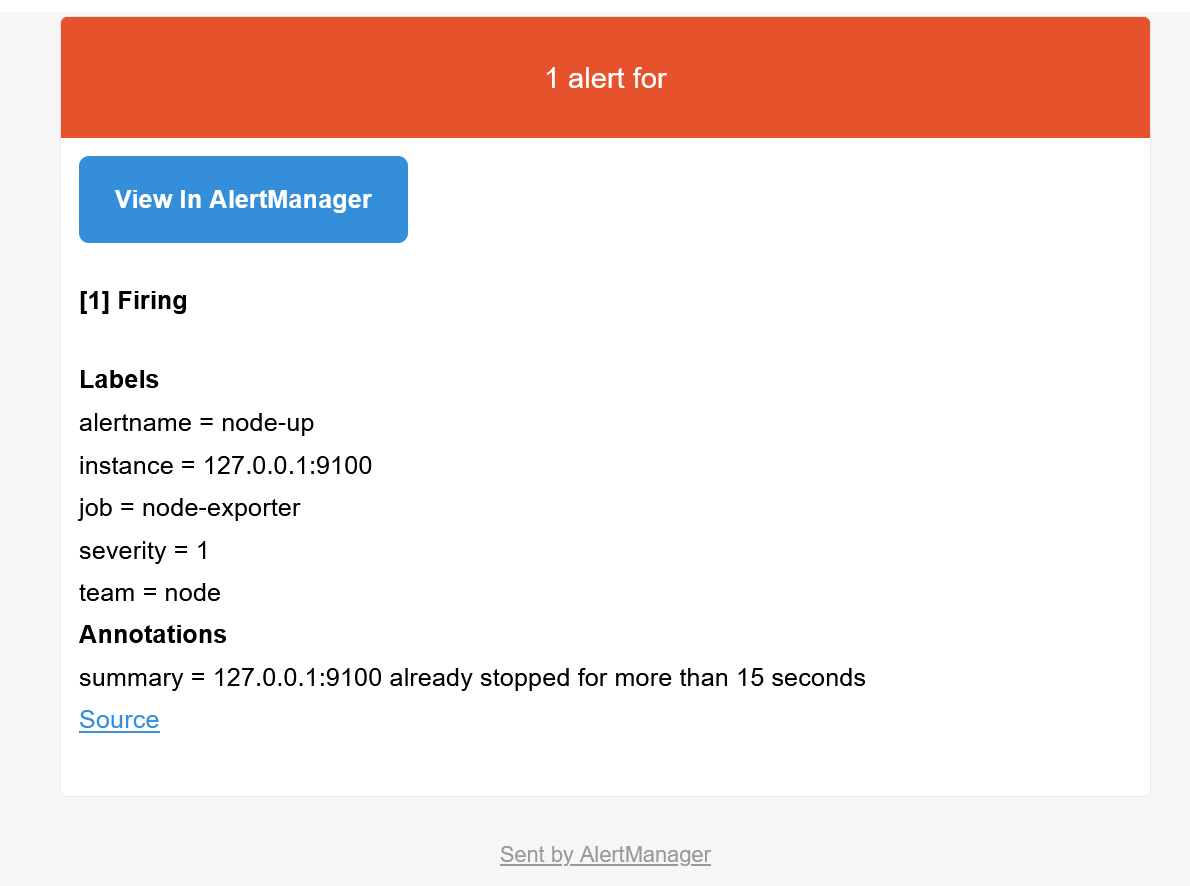 1 alert for
View In AlertManager
[1] Firing
Labels
alertname = node-up
instance = 127.0.0.1:9100
job = node-exporter
severity = 1
team = node
Annotations
summary = 127.0.0.1:9100 already stopped for more than 15 seconds
Source
Sent by AlertManager